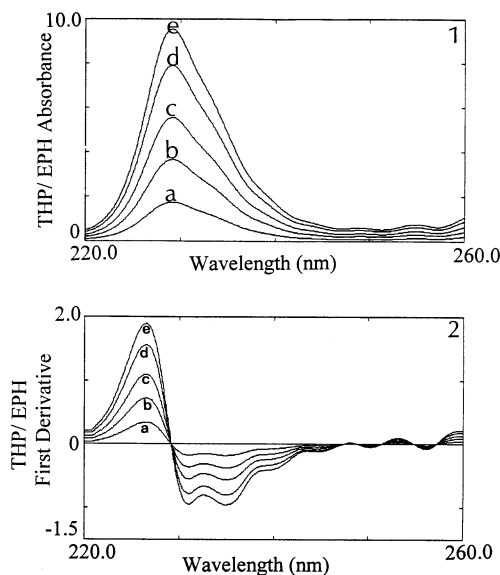 10.0
1
e
d
c
b
a
THP/ EPH Absorbance
0
220.0
260.0
Wavelength (nm)
2.0
2
e
d
c
b
a
THP/ EPH
First Derivative
0
-1.5
220.0
260.0
Wavelength (nm)